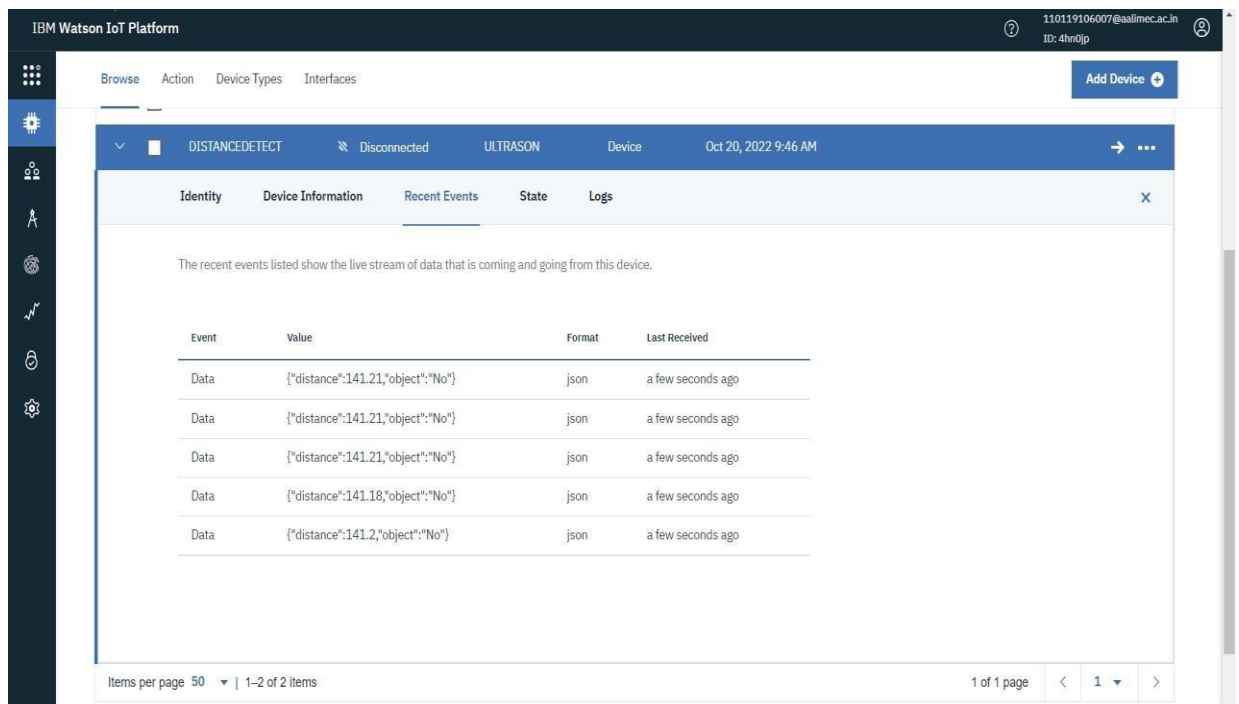 IBM Watson IoT Platform
110119106007@aalimec.ac.in
ID: 4hn0jp
Browse Action Device Types Interfaces
Add Device
DISTANCEDETECT Disconnected ULTRASON Device Oct 20, 2022 9:46 AM
Identity Device Information Recent Events State Logs
The recent events listed show the live stream of data that is coming and going from this device.
Event Value Format Last Received
Data {"distance":141.21,"object":"No"} json a few seconds ago
Data {"distance":141.21,"object":"No"} json a few seconds ago
Data {"distance":141.21,"object":"No"} json a few seconds ago
Data {"distance":141.18,"object":"No"} json a few seconds ago
Data {"distance":141.2,"object":"No"} json a few seconds ago
Items per page 50 | 1–2 of 2 items 1 of 1 page < 1 >